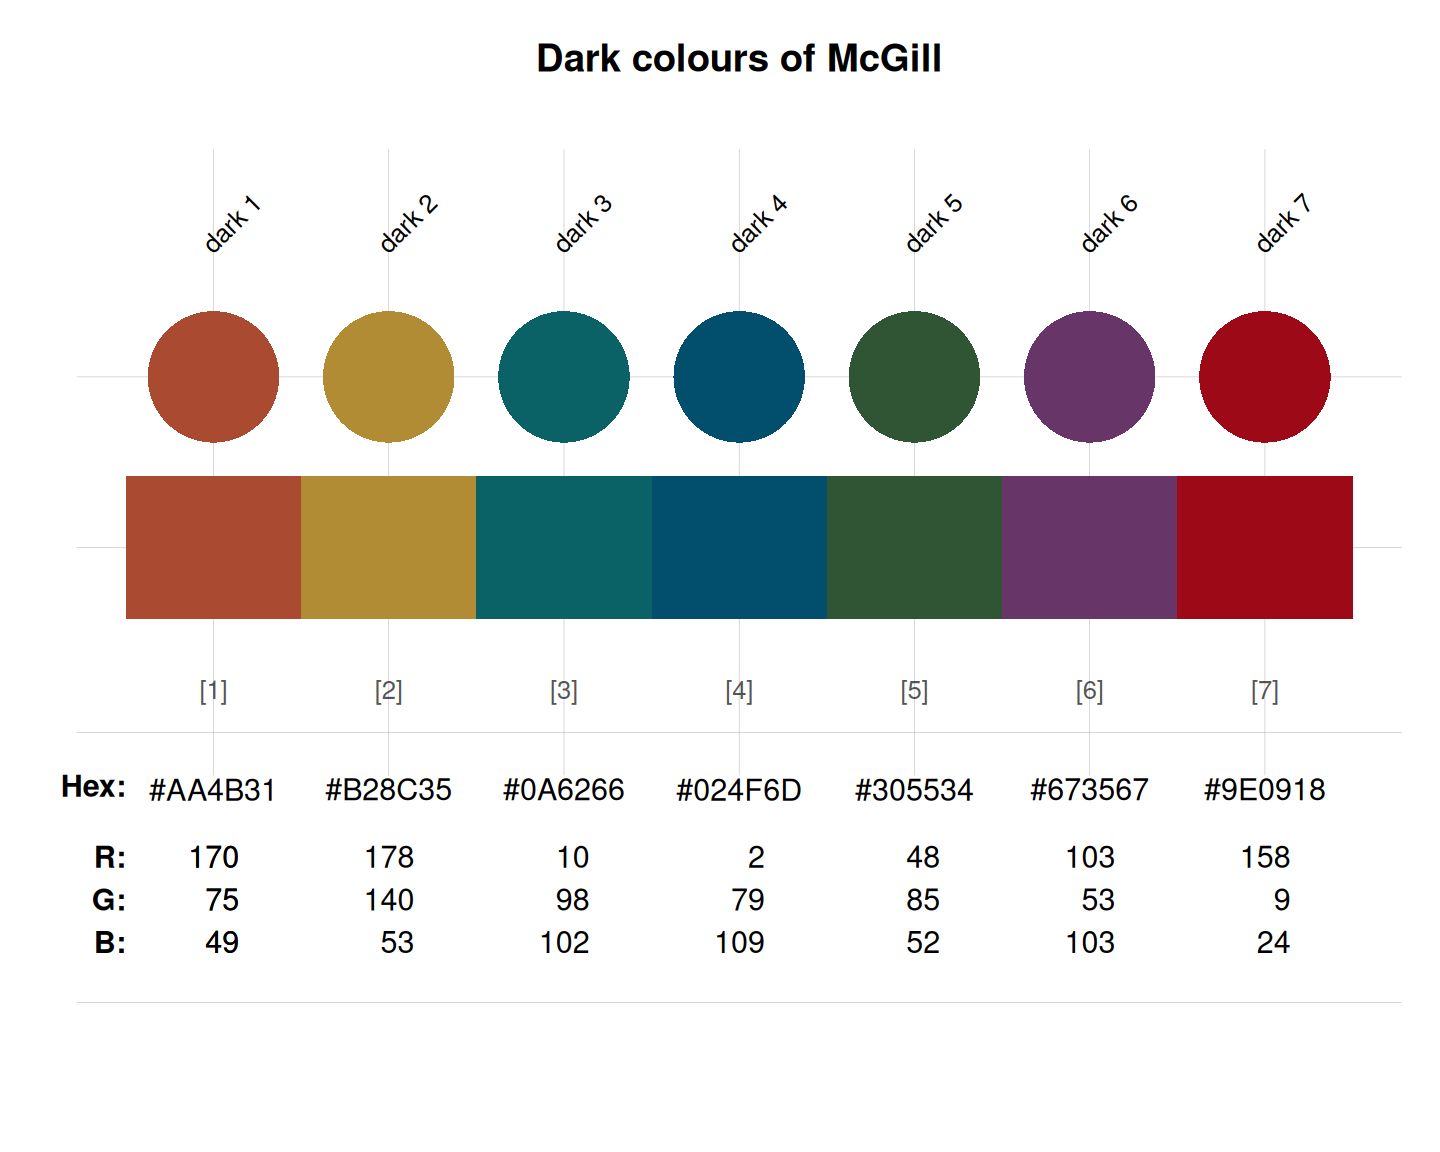 Dark colours of McGill
dark 1 dark 2 dark 3 dark 4 dark 5 dark 6 dark 7
[1] [2] [3] [4] [5] [6] [7]
Hex: #AA4B31 #B28C35 #0A6266 #024F6D #305534 #673567 #9E0918
R: 170 178 10 2 48 103 158
G: 75 140 98 79 85 53 9
B: 49 53 102 109 52 103 24